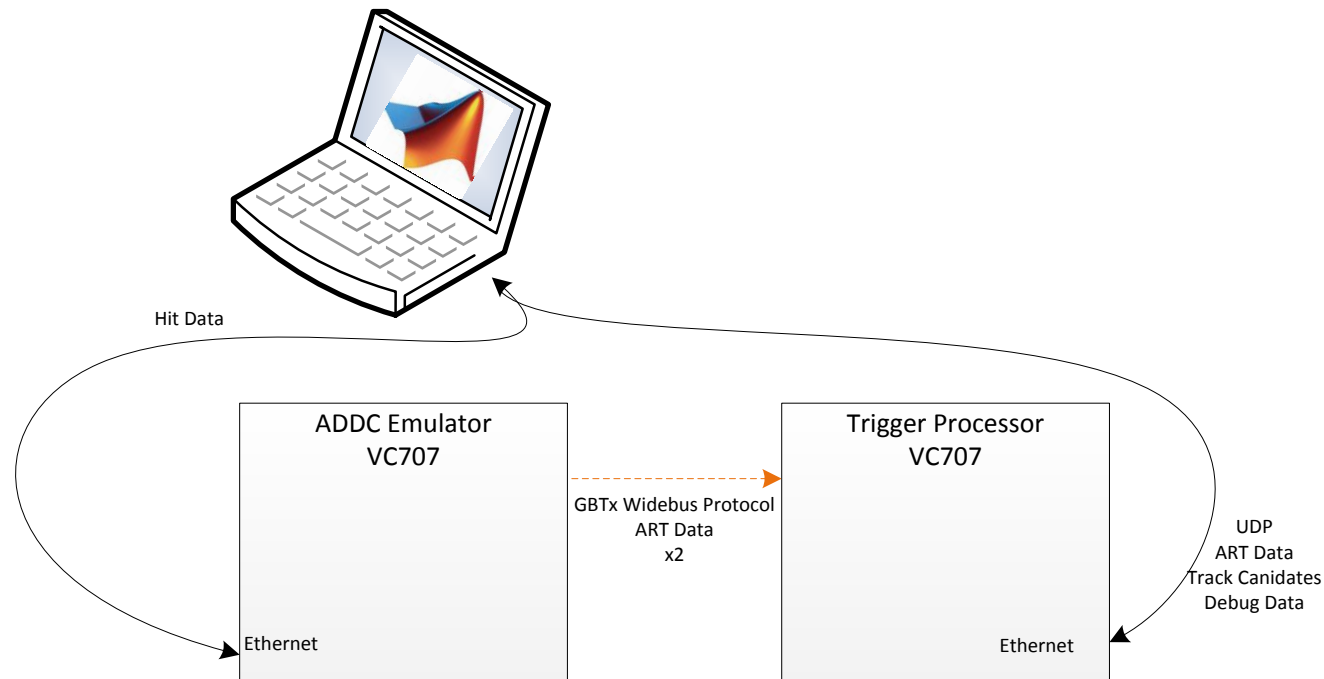 Hit Data
ADDC Emulator
VC707
Trigger Processor
VC707
GBTx Widebus Protocol
ART Data
x2
UDP
ART Data
Track Canidates
Debug Data
Ethernet
Ethernet